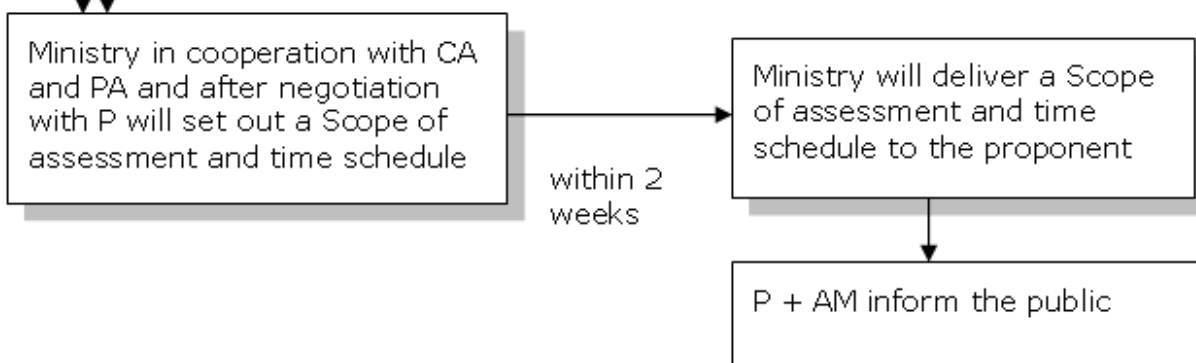 Ministry in cooperation with CA
and PA and after negotiation
with P will set out a Scope of
assessment and time schedule
within 2
weeks
Ministry will deliver a Scope
of assessment and time
schedule to the proponent
P + AM inform the public